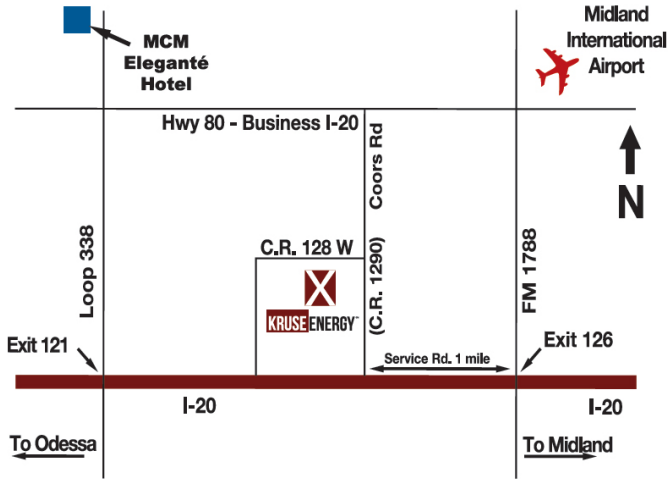 MCM
Eleganté
Hotel
Midland
International
Airport
Hwy 80 - Business I-20
Coors Rd
(C.R. 1290)
N
Loop 338
FM 1788
C.R. 128 W
KRUSE ENERGY™
Exit 121
Service Rd. 1 mile
Exit 126
I-20
I-20
To Odessa
To Midland